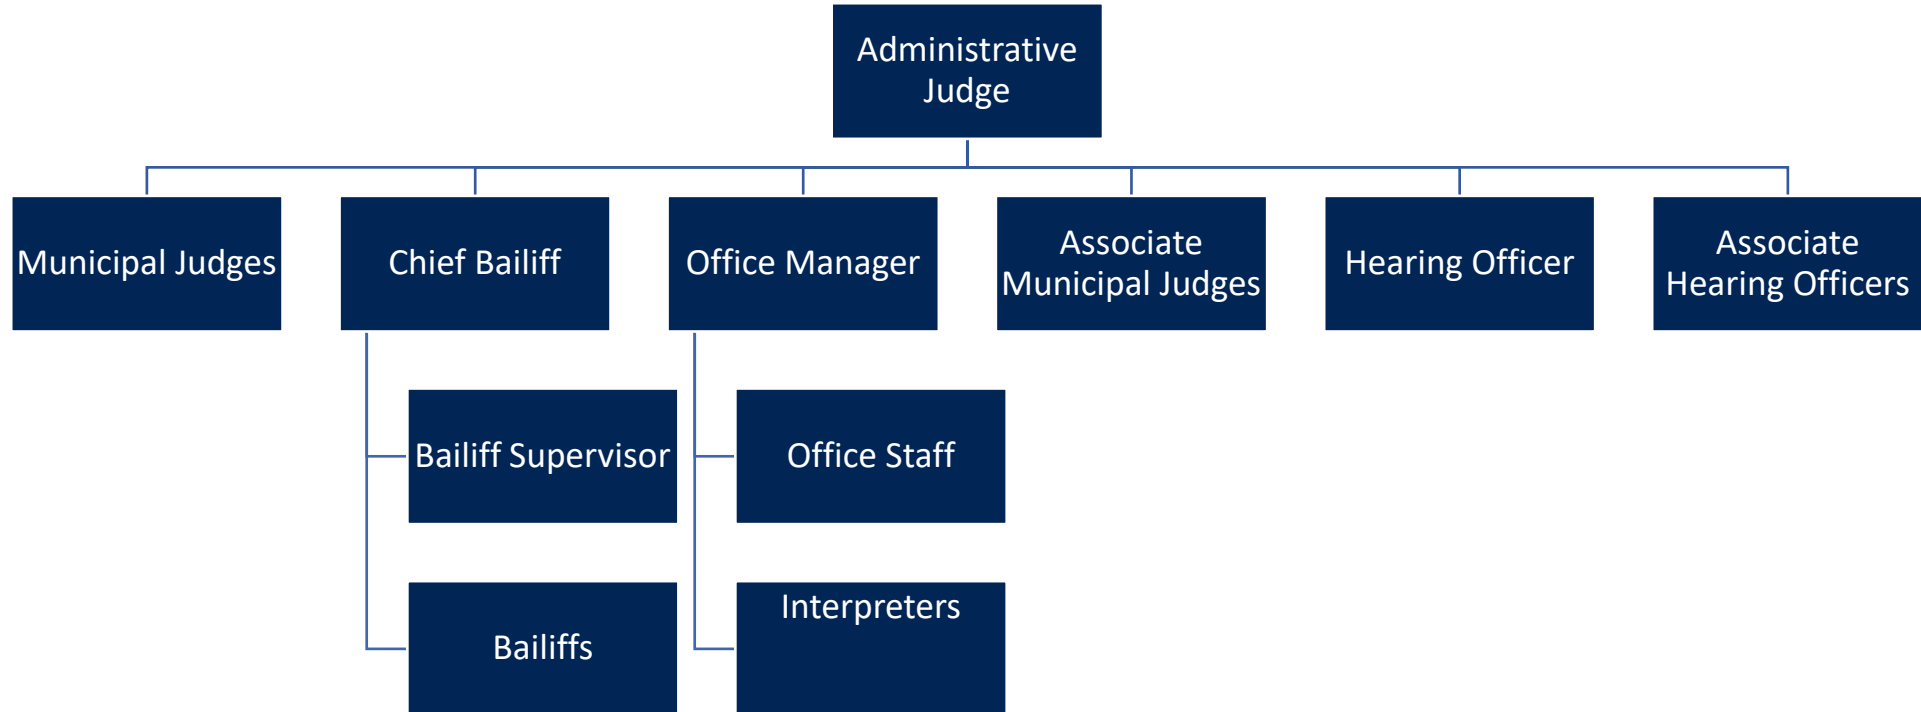 Administrative
Judge
Municipal Judges
Chief Bailiff
Office Manager
Associate
Municipal Judges
Hearing Officer
Associate
Hearing Officers
Bailiff Supervisor
Office Staff
Bailiffs
Interpreters